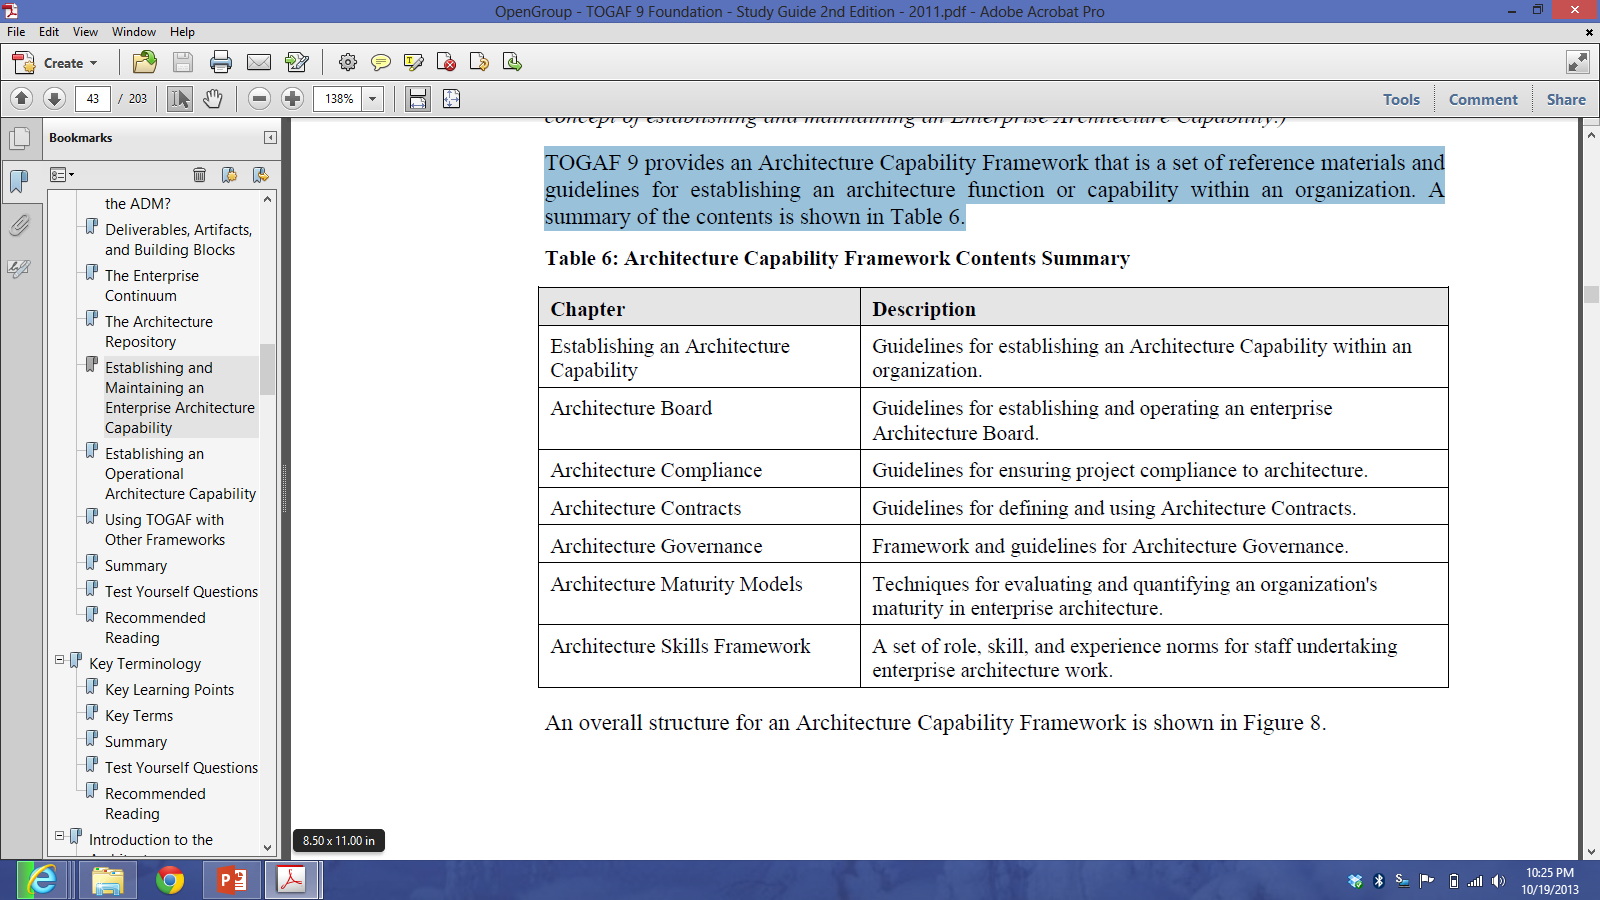 OpenGroup - TOGAF 9 Foundation - Study Guide 2nd Edition - 2011.pdf - Adobe Acrobat Pro
File Edit View Window Help
Create
43 / 203
138%
Tools Comment Share
Bookmarks
the ADM?
Deliverables, Artifacts,
and Building Blocks
The Enterprise
Continuum
The Architecture
Repository
Establishing and
Maintaining an
Enterprise Architecture
Capability
Establishing an
Operational
Architecture Capability
Using TOGAF with
Other Frameworks
Summary
Test Yourself Questions
Recommended
Reading
Key Terminology
Key Learning Points
Key Terms
Summary
Test Yourself Questions
Recommended
Reading
Introduction to the
concept of establishing and maintaining an Enterprise Architecture Capability.)
TOGAF 9 provides an Architecture Capability Framework that is a set of reference materials and
guidelines for establishing an architecture function or capability within an organization. A
summary of the contents is shown in Table 6.
Table 6: Architecture Capability Framework Contents Summary
Chapter Description
Establishing an Architecture
Capability
Guidelines for establishing an Architecture Capability within an
organization.
Architecture Board
Guidelines for establishing and operating an enterprise
Architecture Board.
Architecture Compliance
Guidelines for ensuring project compliance to architecture.
Architecture Contracts
Guidelines for defining and using Architecture Contracts.
Architecture Governance
Framework and guidelines for Architecture Governance.
Architecture Maturity Models
Techniques for evaluating and quantifying an organization's
maturity in enterprise architecture.
Architecture Skills Framework
A set of role, skill, and experience norms for staff undertaking
enterprise architecture work.
An overall structure for an Architecture Capability Framework is shown in Figure 8.
8.50 x 11.00 in
10:25 PM
10/19/2013